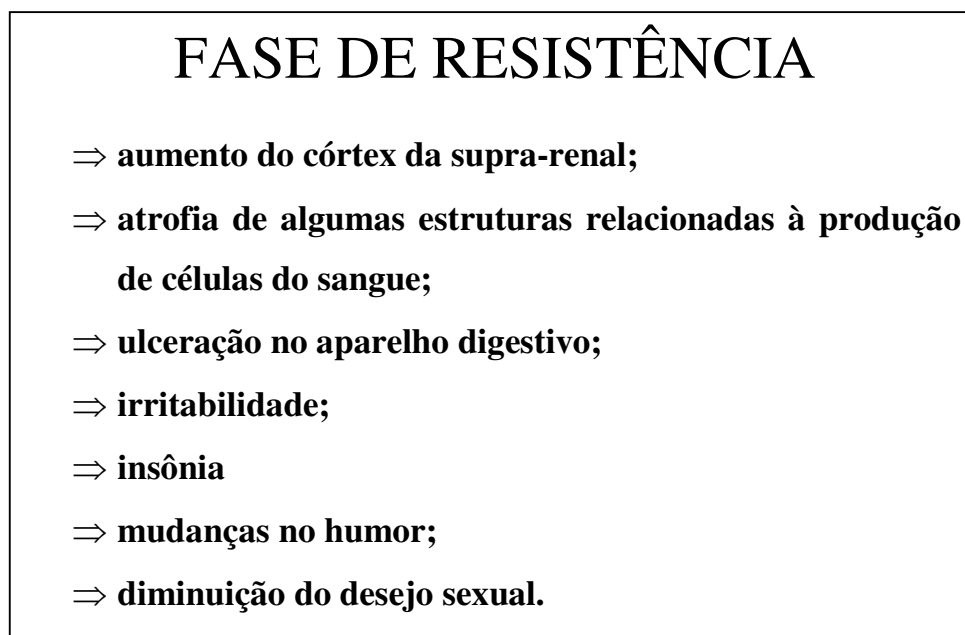 FASE DE RESISTÊNCIA
⇒ aumento do córtex da supra-renal;
⇒ atrofia de algumas estruturas relacionadas à produção
de células do sangue;
⇒ ulceração no aparelho digestivo;
⇒ irritabilidade;
⇒ insônia
⇒ mudanças no humor;
⇒ diminuição do desejo sexual.